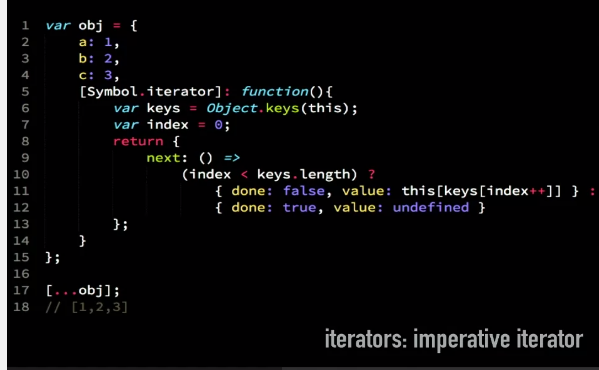 1 var obj = {
2 a: 1,
3 b: 2,
4 c: 3,
5 [Symbol.iterator]: function(){
6 var keys = Object.keys(this);
7 var index = 0;
8 return {
9 next: () =>
10 (index < keys.length) ?
11 { done: false, value: this[keys[index++]] } :
12 { done: true, value: undefined }
13 };
14 }
15 };
16
17 [...obj];
18 // [1,2,3]
iterators: imperative iterator